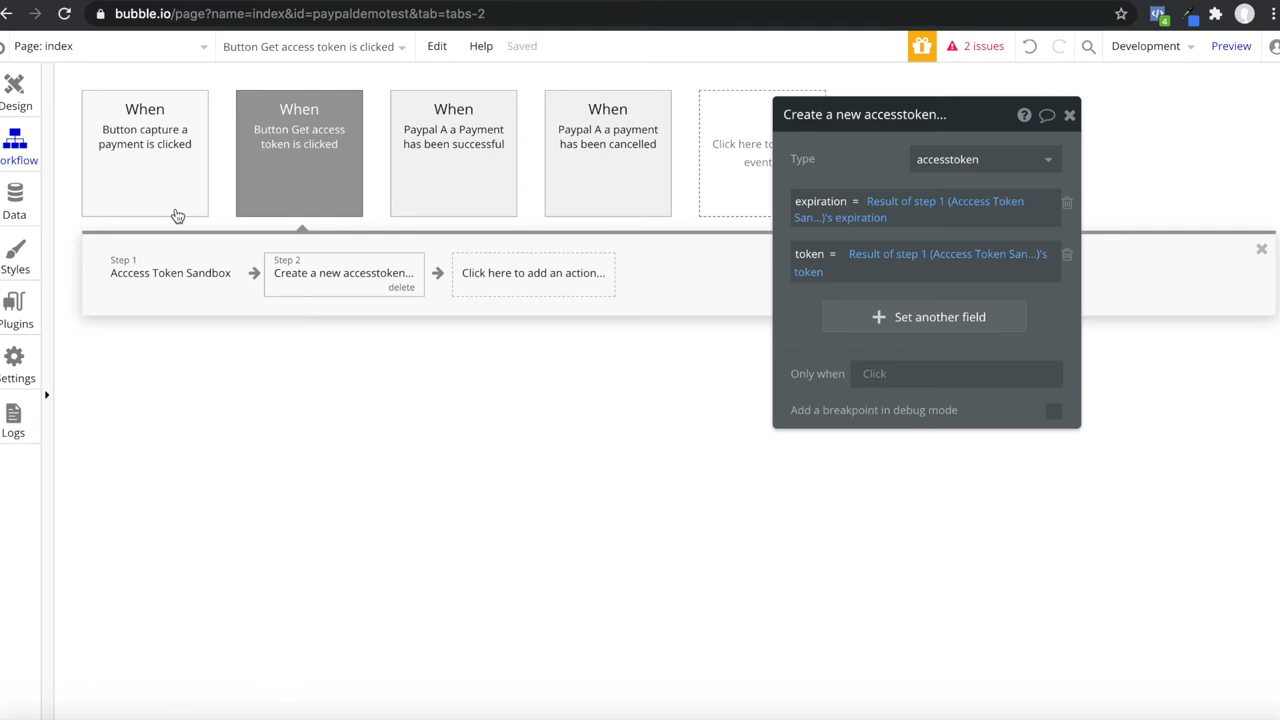 bubble.io/page?name=index&id=paypaldemotest&tab=tabs-2
4
Page: index
Button Get access token is clicked
Edit
Help
Saved
2 issues
Development
Preview
Design
orkflow
Data
Styles
Plugins
Settings
Logs
When
Button capture a
payment is clicked
When
Button Get access
token is clicked
When
Paypal A a Payment
has been successful
When
Paypal A a payment
has been cancelled
Click here to
event
Step 1
Acccess Token Sandbox
Step 2
Create a new accesstoken...
delete
Click here to add an action...
Create a new accesstoken...
Type
accesstoken
expiration = Result of step 1 (Acccess Token
San...)'s expiration
token = Result of step 1 (Acccess Token San...)'s
token
Set another field
Only when
Click
Add a breakpoint in debug mode